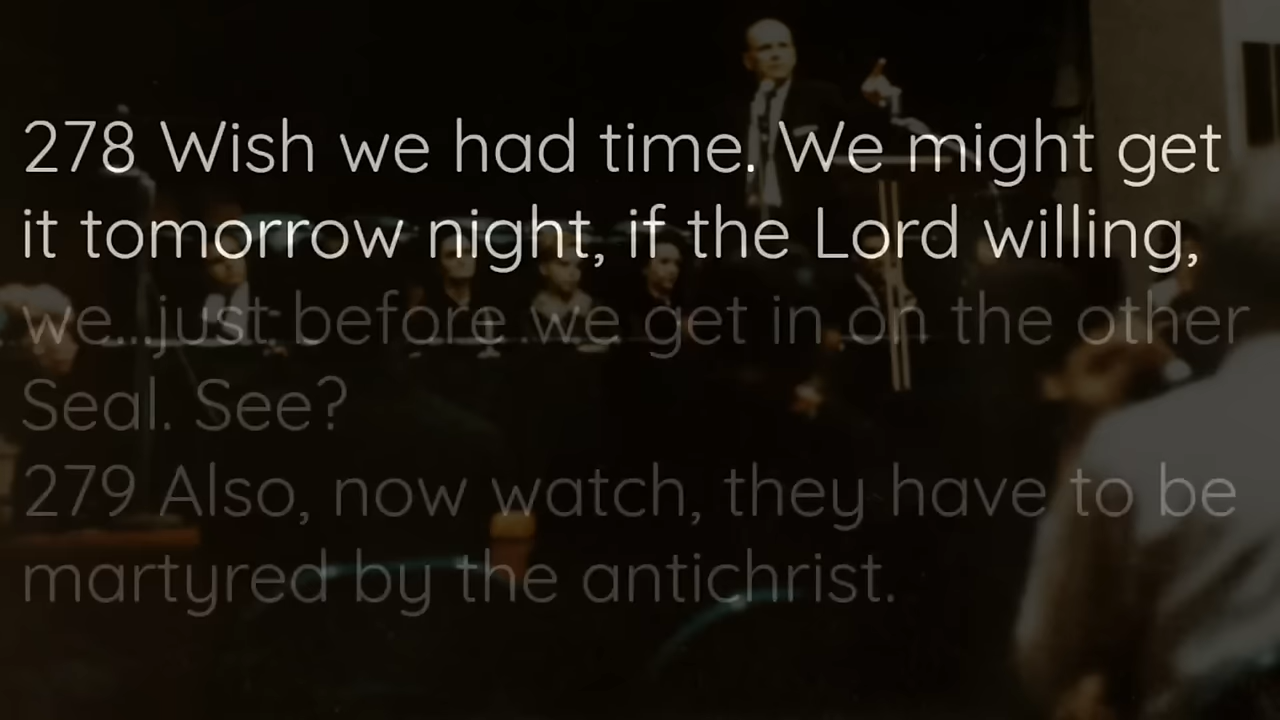 278 Wish we had time. We might get
it tomorrow night, if the Lord willing,
we...just before we get in on the other
Seal. See?
279 Also, now watch, they have to be
martyred by the antichrist.